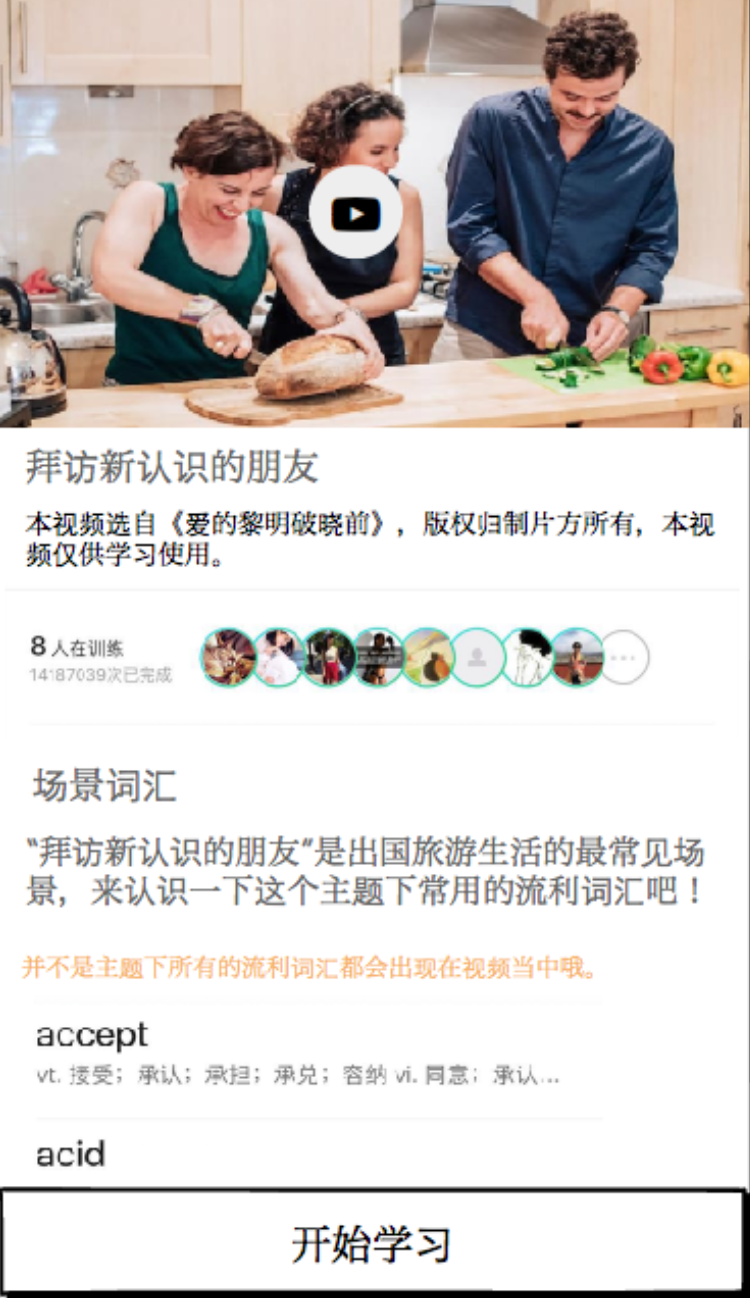 拜访新认识的朋友
本视频选自《爱的黎明破晓前》，版权归制片方所有，本视
频仅供学习使用。
8人在训练
14187039次已完成
场景词汇
“拜访新认识的朋友”是出国旅游生活的最常见场
景，来认识一下这个主题下常用的流利词汇吧！
并不是主题下所有的流利词汇都会出现在视频当中哦。
accept
vt. 接受；承认；承担；承兑；容纳 vi. 同意；承认...
acid
开始学习